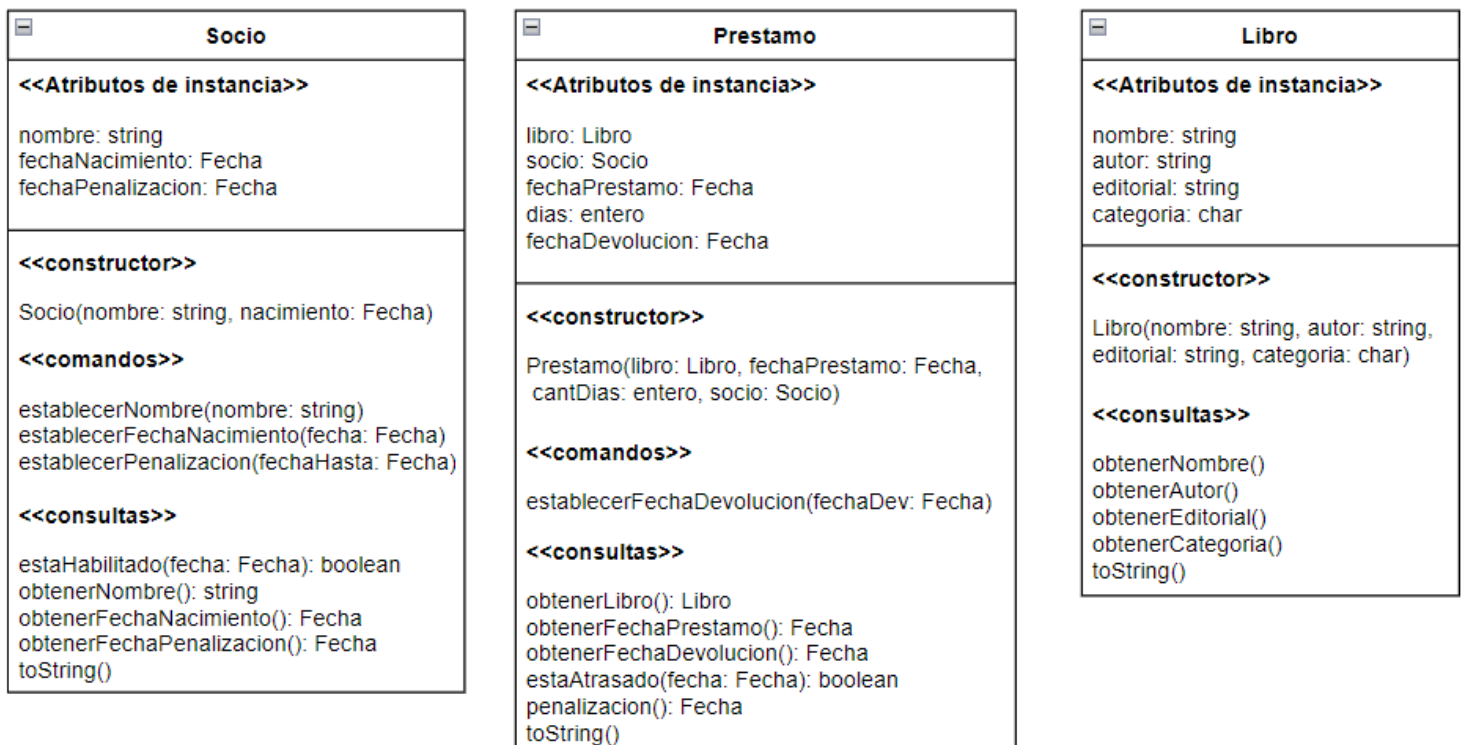 Socio
<<Atributos de instancia>>
nombre: string
fechaNacimiento: Fecha
fechaPenalizacion: Fecha
<<constructor>>
Socio(nombre: string, nacimiento: Fecha)
<<comandos>>
establecerNombre(nombre: string)
establecerFechaNacimiento(fecha: Fecha)
establecerPenalizacion(fechaHasta: Fecha)
<<consultas>>
estaHabilitado(fecha: Fecha): boolean
obtenerNombre(): string
obtenerFechaNacimiento(): Fecha
obtenerFechaPenalizacion(): Fecha
toString()
Prestamo
<<Atributos de instancia>>
libro: Libro
socio: Socio
fechaPrestamo: Fecha
dias: entero
fechaDevolucion: Fecha
<<constructor>>
Prestamo(libro: Libro, fechaPrestamo: Fecha,
cantDias: entero, socio: Socio)
<<comandos>>
establecerFechaDevolucion(fechaDev: Fecha)
<<consultas>>
obtenerLibro(): Libro
obtenerFechaPrestamo(): Fecha
obtenerFechaDevolucion(): Fecha
estaAtrasado(fecha: Fecha): boolean
penalizacion(): Fecha
toString()
Libro
<<Atributos de instancia>>
nombre: string
autor: string
editorial: string
categoria: char
<<constructor>>
Libro(nombre: string, autor: string,
editorial: string, categoria: char)
<<consultas>>
obtenerNombre()
obtenerAutor()
obtenerEditorial()
obtenerCategoria()
toString()